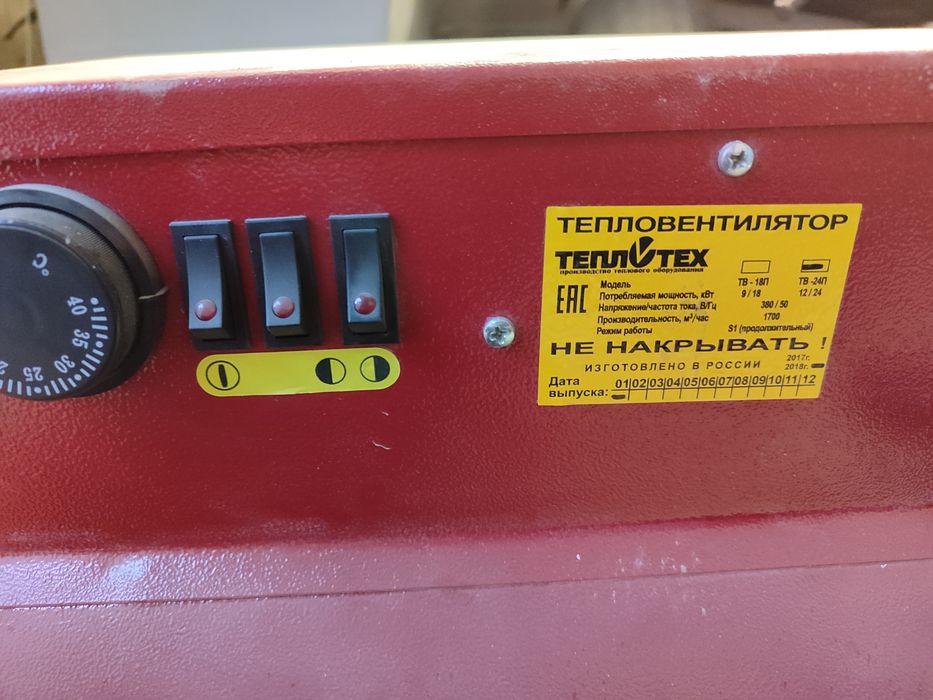 ТЕПЛОВЕНТИЛЯТОР
ТЕПЛОТЕХ
производство теплового оборудования
Модель ТВ - 18П ТВ -24П
Потребляемая мощность, кВт 9 / 18 12 / 24
Напряжение/частота тока, В/Гц 380 / 50
Производительность, м³/час 1700
Режим работы S1 (продолжительный)
EAC
НЕ НАКРЫВАТЬ !
ИЗГОТОВЛЕНО В РОССИИ 2017г.
2018г.
Дата
выпуска: 01 02 03 04 05 06 07 08 09 10 11 12
°C
40 35 30 25